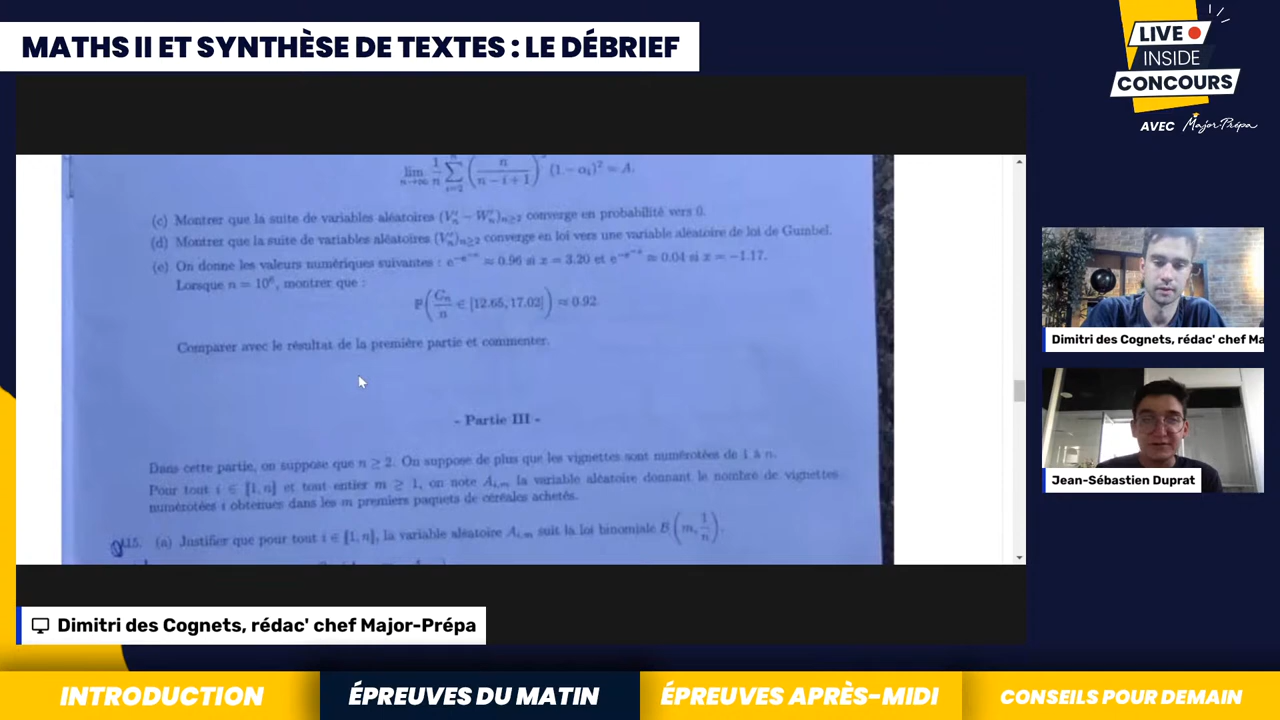 MATHS II ET SYNTHÈSE DE TEXTES : LE DÉBRIEF
LIVE
INSIDE
CONCOURS
AVEC Major-Prépa
lim n→∞ 1/n ∑ i=2 (n/(n − i + 1)) (1 − αi)² = A.
(c) Montrer que la suite de variables aléatoires (V'n − W'n)n≥2 converge en probabilité vers 0.
(d) Montrer que la suite de variables aléatoires (V'n)n≥2 converge en loi vers une variable aléatoire de loi de Gumbel.
(e) On donne les valeurs numériques suivantes : e^−e^−x ≈ 0.96 si x = 3.20 et e^−e^−x ≈ 0.04 si x = −1.17.
Lorsque n = 10⁶, montrer que :
P(Cn/n ∈ [12.65, 17.02]) ≈ 0.92
Comparer avec le résultat de la première partie et commenter.
- Partie III -
Dans cette partie, on suppose que n ≥ 2. On suppose de plus que les vignettes sont numérotées de 1 à n.
Pour tout i ∈ [[1, n]] et tout entier m ≥ 1, on note Ai,m la variable aléatoire donnant le nombre de vignettes
numérotées i obtenues dans les m premiers paquets de céréales achetés.
15. (a) Justifier que pour tout i ∈ [[1, n]], la variable aléatoire Ai,m suit la loi binomiale B(m, 1/n).
Dimitri des Cognets, rédac' chef Ma
Jean-Sébastien Duprat
Dimitri des Cognets, rédac' chef Major-Prépa
INTRODUCTION
ÉPREUVES DU MATIN
ÉPREUVES APRÈS-MIDI
CONSEILS POUR DEMAIN